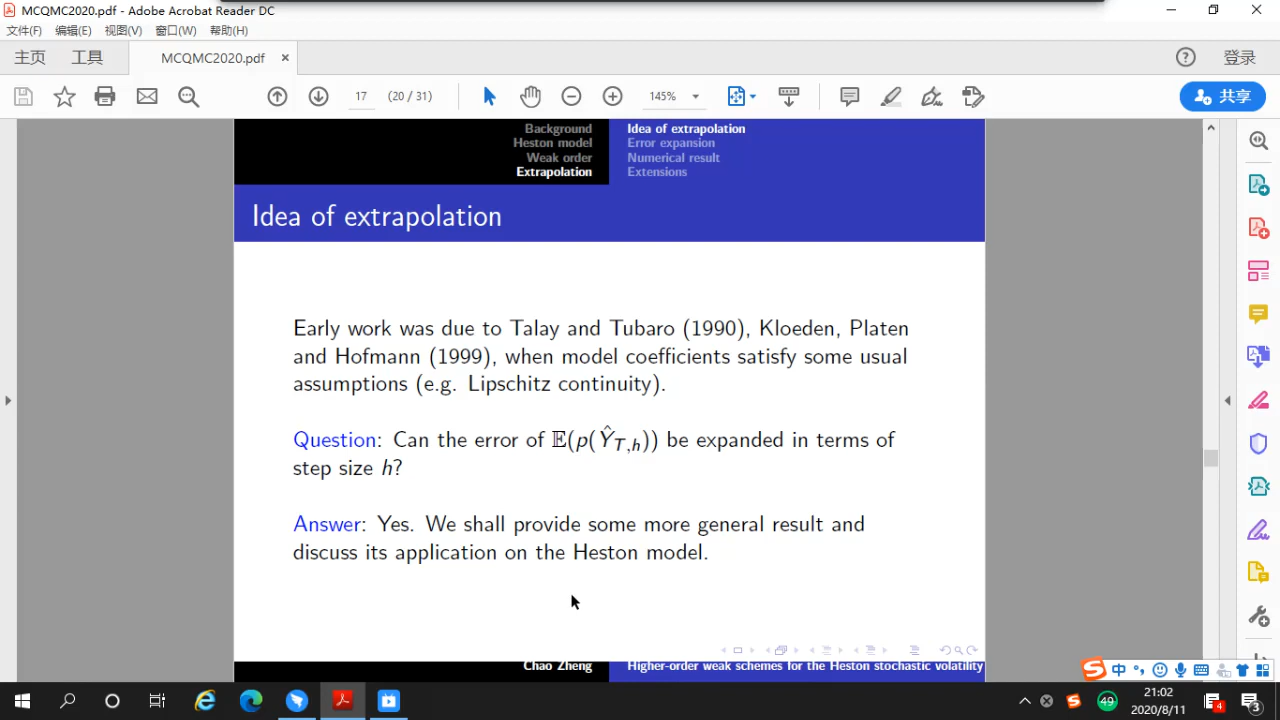 MCQMC2020.pdf - Adobe Acrobat Reader DC
文件(F) 编辑(E) 视图(V) 窗口(W) 帮助(H)
主页 工具 MCQMC2020.pdf × 登录
17 (20 / 31) 145% 共享
Background Idea of extrapolation
Heston model Error expansion
Weak order Numerical result
Extrapolation Extensions
Idea of extrapolation
Early work was due to Talay and Tubaro (1990), Kloeden, Platen
and Hofmann (1999), when model coefficients satisfy some usual
assumptions (e.g. Lipschitz continuity).
Question: Can the error of 𝔼(p(Ŷ_{T,h})) be expanded in terms of
step size h?
Answer: Yes. We shall provide some more general result and
discuss its application on the Heston model.
Chao Zheng Higher-order weak schemes for the Heston stochastic volatility
中
49 21:02 4 3
2020/8/11